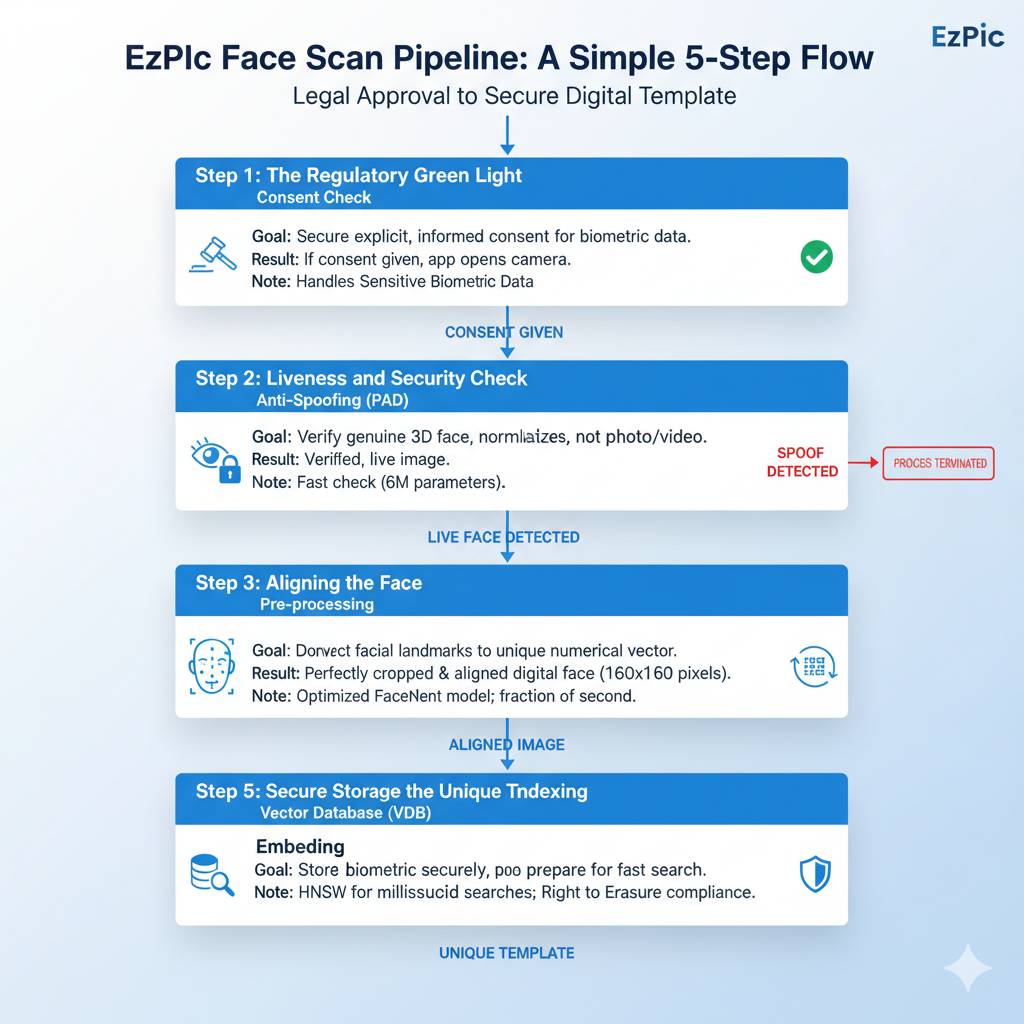 EzPic
EzPIc Face Scan Pipeline: A Simple 5-Step Flow
Legal Approval to Secure Digital Template
Step 1: The Regulatory Green Light
Consent Check
Goal: Secure explicit, informed consent for biometric data.
Result: If consent given, app opens camera.
Note: Handles Sensitive Biometric Data
CONSENT GIVEN
Step 2: Liveness and Security Check
Anti-Spoofing (PAD)
Goal: Verify genuine 3D face, not photo/video.
Result: Verified, live image.
Note: Fast check (6M parameters).
SPOOF
DETECTED
PROCIS TERVINATED
LIVE FACE DETECTED
Step 3: Aligning the Face
Pre-processing
Goal: facial landmarks to unique numerical vector.
Result: Perfectly cropped & aligned digital face (160x160 pixels).
Note: Optimized FaceNent model; fraction of second.
ALIGNED IMAGE
Step 5: Secure Storage the Unique Tndexing
Vector Database (VDB)
Embeding
Goal: Store biometric securely, poo prepare for fast search.
Note: HNSW for millissucid searches; Right to Erasure compliance.
UNIQUE TEMPLATE